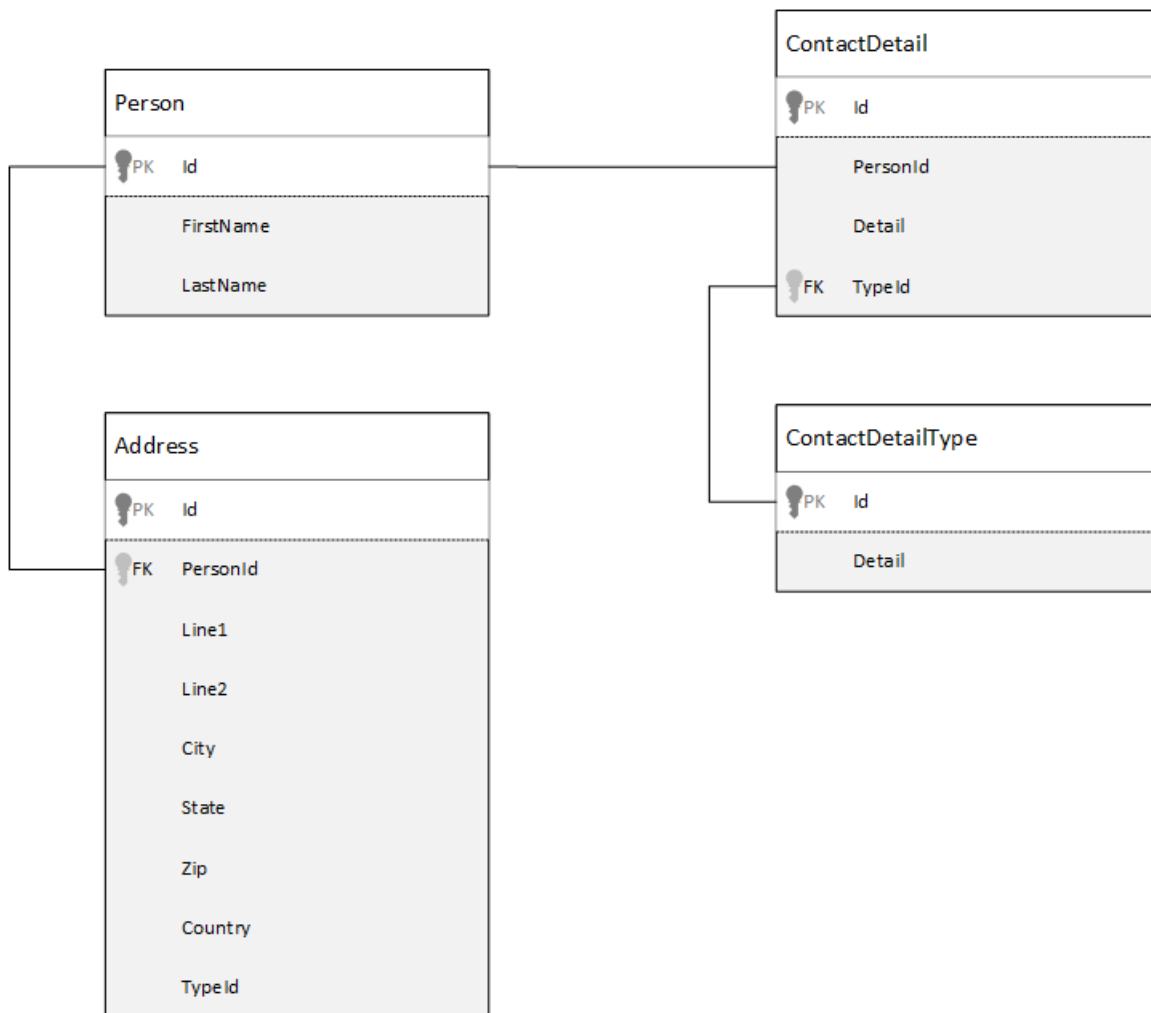 Person
PK Id
FirstName
LastName
Address
PK Id
FK PersonId
Line1
Line2
City
State
Zip
Country
TypeId
ContactDetail
PK Id
PersonId
Detail
FK TypeId
ContactDetailType
PK Id
Detail